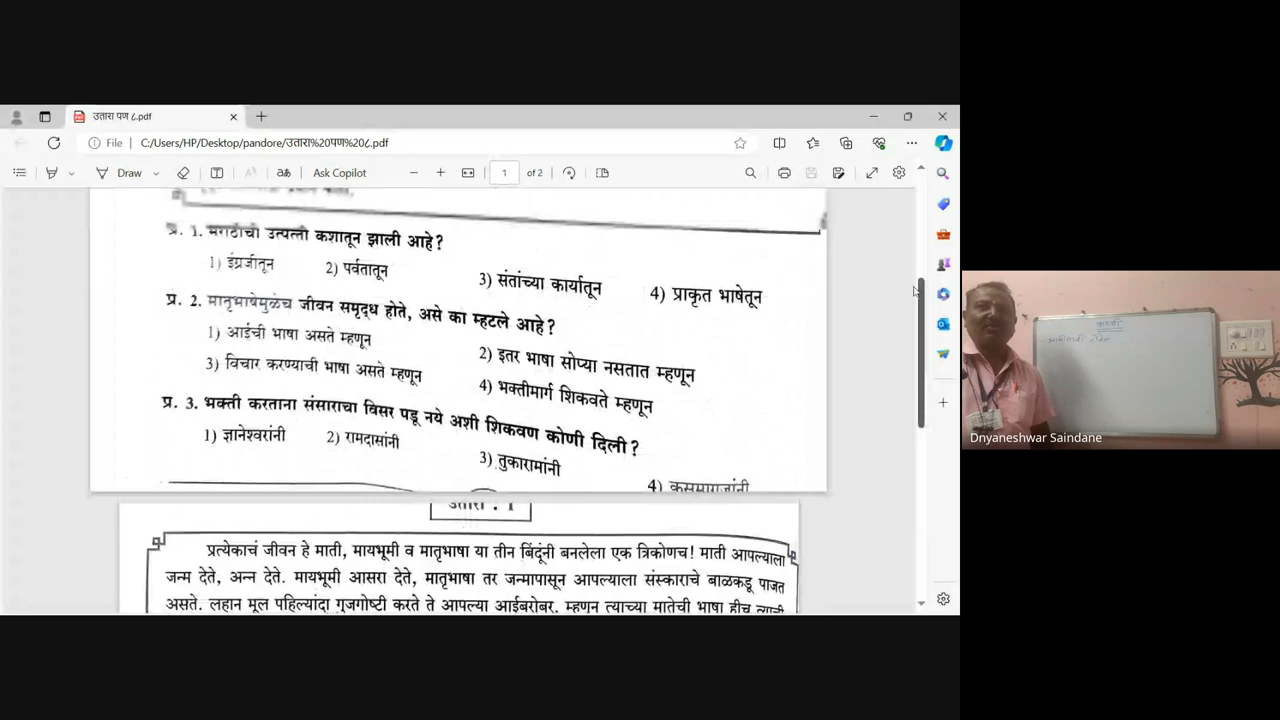 उतारा पण ८.pdf
File C:/Users/HP/Desktop/pandore/उतारा%20पण%20८.pdf
Draw Ask Copilot 1 of 2
प्र. 1. मराठीची उत्पत्ती कशातून झाली आहे?
1) इंग्रजीतून 2) पर्वतातून 3) संतांच्या कार्यातून 4) प्राकृत भाषेतून
प्र. 2. मातृभाषेमुळेच जीवन समृद्ध होते, असे का म्हटले आहे?
1) आईची भाषा असते म्हणून 2) इतर भाषा सोप्या नसतात म्हणून
3) विचार करण्याची भाषा असते म्हणून 4) भक्तीमार्ग शिकवते म्हणून
प्र. 3. भक्ती करताना संसाराचा विसर पडू नये अशी शिकवण कोणी दिली?
1) ज्ञानेश्वरांनी 2) रामदासांनी 3) तुकारामांनी 4) कुसुमाग्रजांनी
उतारा : 1
प्रत्येकाचं जीवन हे माती, मायभूमी व मातृभाषा या तीन बिंदूंनी बनलेला एक त्रिकोणच! माती आपल्याला
जन्म देते, अन्न देते. मायभूमी आसरा देते, मातृभाषा तर जन्मापासून आपल्याला संस्काराचे बाळकडू पाजत
असते. लहान मूल पहिल्यांदा गूजगोष्टी करते ते आपल्या आईबरोबर. म्हणून त्याच्या मातेची भाषा हीच त्याची
Dnyaneshwar Saindane